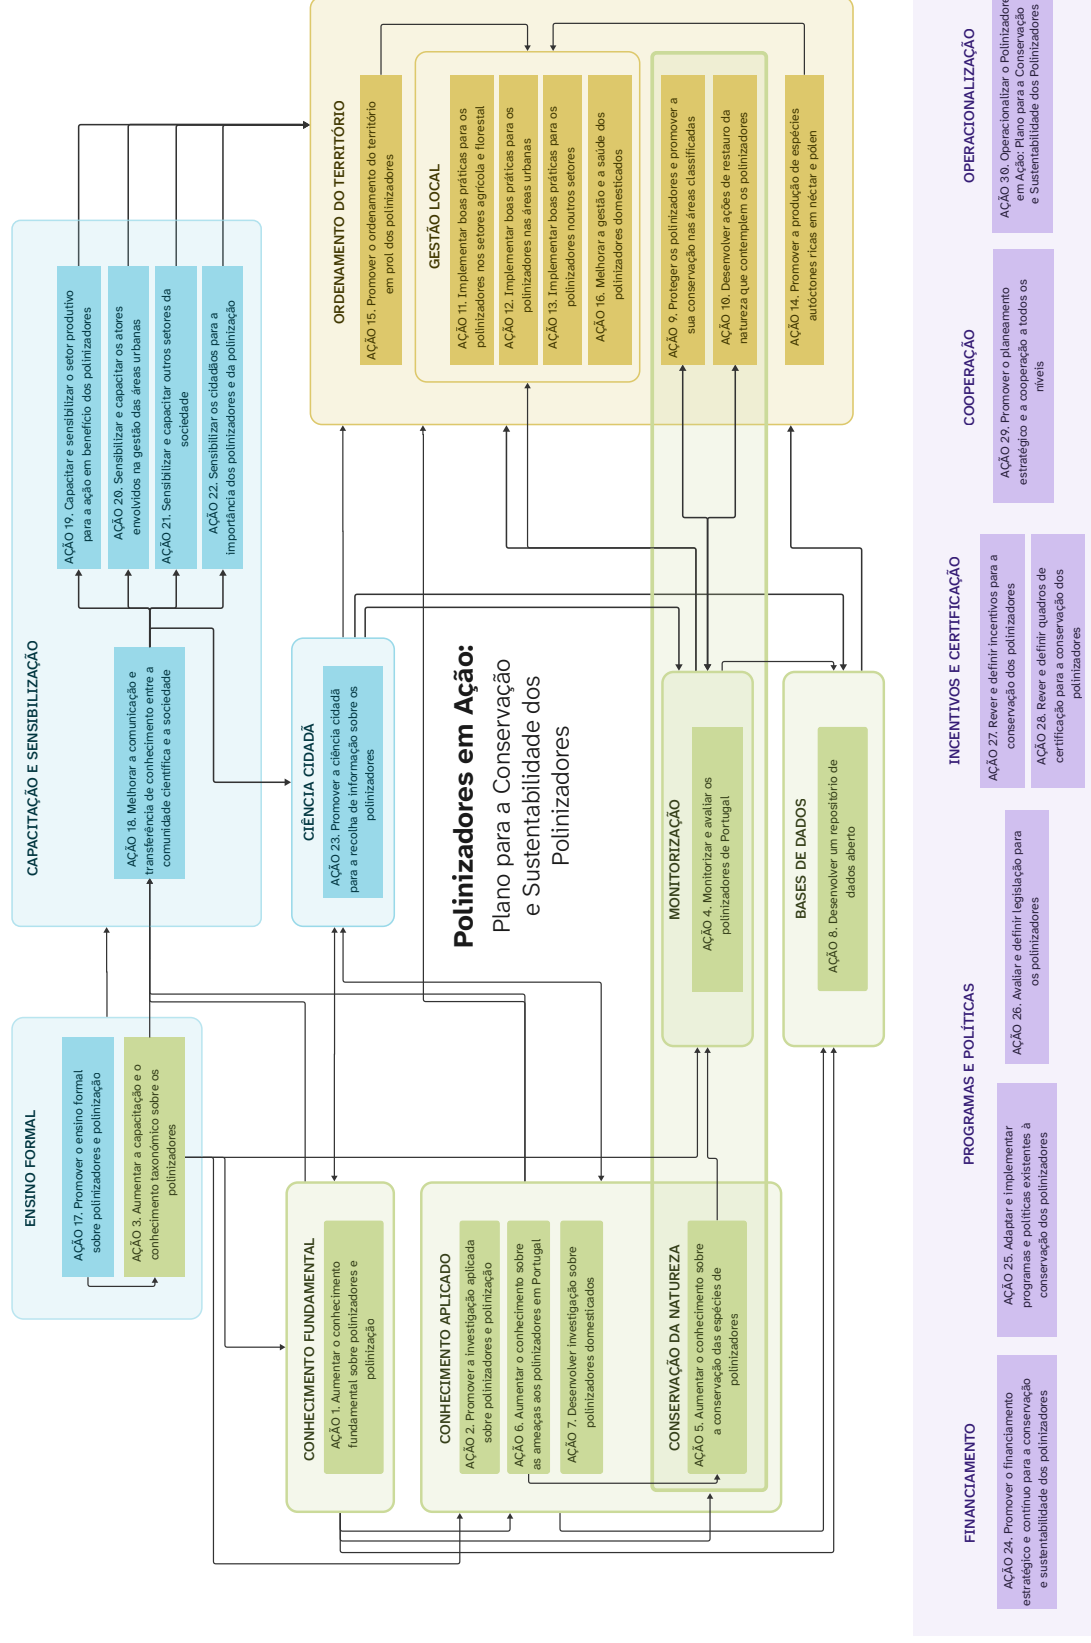 ENSINO FORMAL
AÇÃO 17. Promover o ensino formal
sobre polinizadores e polinização
AÇÃO 3. Aumentar a capacitação e o
conhecimento taxonómico sobre os
polinizadores
CAPACITAÇÃO E SENSIBILIZAÇÃO
AÇÃO 18. Melhorar a comunicação e
transferência de conhecimento entre a
comunidade científica e a sociedade
AÇÃO 19. Capacitar e sensibilizar o setor produtivo
para a ação em benefício dos polinizadores
AÇÃO 20. Sensibilizar e capacitar os atores
envolvidos na gestão das áreas urbanas
AÇÃO 21. Sensibilizar e capacitar outros setores da
sociedade
AÇÃO 22. Sensibilizar os cidadãos para a
importância dos polinizadores e da polinização
CIÊNCIA CIDADÃ
AÇÃO 23. Promover a ciência cidadã
para a recolha de informação sobre os
polinizadores
CONHECIMENTO FUNDAMENTAL
AÇÃO 1. Aumentar o conhecimento
fundamental sobre polinizadores e
polinização
CONHECIMENTO APLICADO
AÇÃO 2. Promover a investigação aplicada
sobre polinizadores e polinização
AÇÃO 6. Aumentar o conhecimento sobre
as ameaças aos polinizadores em Portugal
AÇÃO 7. Desenvolver investigação sobre
polinizadores domesticados
CONSERVAÇÃO DA NATUREZA
AÇÃO 5. Aumentar o conhecimento sobre
a conservação das espécies de
polinizadores
Polinizadores em Ação:
Plano para a Conservação
e Sustentabilidade dos
Polinizadores
MONITORIZAÇÃO
AÇÃO 4. Monitorizar e avaliar os
polinizadores de Portugal
BASES DE DADOS
AÇÃO 8. Desenvolver um repositório de
dados aberto
ORDENAMENTO DO TERRITÓRIO
AÇÃO 15. Promover o ordenamento do território
em prol dos polinizadores
GESTÃO LOCAL
AÇÃO 11. Implementar boas práticas para os
polinizadores nos setores agrícola e florestal
AÇÃO 12. Implementar boas práticas para os
polinizadores nas áreas urbanas
AÇÃO 13. Implementar boas práticas para os
polinizadores noutros setores
AÇÃO 16. Melhorar a gestão e a saúde dos
polinizadores domesticados
AÇÃO 9. Proteger os polinizadores e promover a
sua conservação nas áreas classificadas
AÇÃO 10. Desenvolver ações de restauro da
natureza que contemplem os polinizadores
AÇÃO 14. Promover a produção de espécies
autóctones ricas em néctar e pólen
FINANCIAMENTO
AÇÃO 24. Promover o financiamento
estratégico e contínuo para a conservação
e sustentabilidade dos polinizadores
PROGRAMAS E POLÍTICAS
AÇÃO 25. Adaptar e implementar
programas e políticas existentes à
conservação dos polinizadores
AÇÃO 26. Avaliar e definir legislação para
os polinizadores
INCENTIVOS E CERTIFICAÇÃO
AÇÃO 27. Rever e definir incentivos para a
conservação dos polinizadores
AÇÃO 28. Rever e definir quadros de
certificação para a conservação dos
polinizadores
COOPERAÇÃO
AÇÃO 29. Promover o planeamento
estratégico e a cooperação a todos os
níveis
OPERACIONALIZAÇÃO
AÇÃO 30. Operacionalizar o Polinizadore
em Ação: Plano para a Conservação
e Sustentabilidade dos Polinizadores